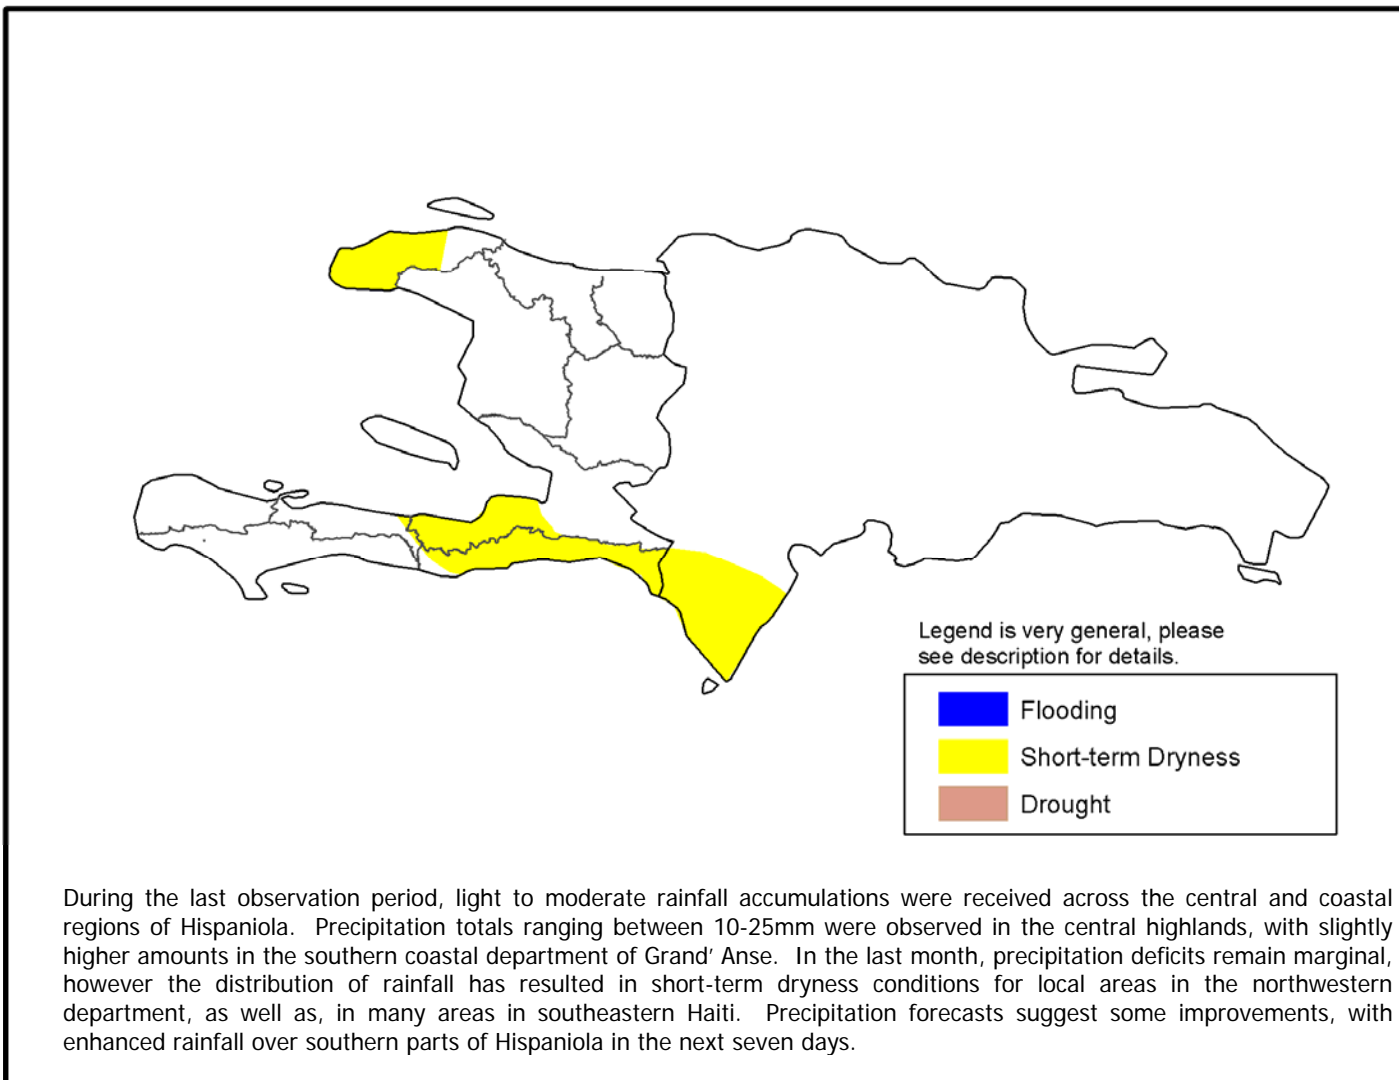 Legend is very general, please
see description for details.
Flooding
Short-term Dryness
Drought
During the last observation period, light to moderate rainfall accumulations were received across the central and coastal
regions of Hispaniola. Precipitation totals ranging between 10-25mm were observed in the central highlands, with slightly
higher amounts in the southern coastal department of Grand' Anse. In the last month, precipitation deficits remain marginal,
however the distribution of rainfall has resulted in short-term dryness conditions for local areas in the northwestern
department, as well as, in many areas in southeastern Haiti. Precipitation forecasts suggest some improvements, with
enhanced rainfall over southern parts of Hispaniola in the next seven days.